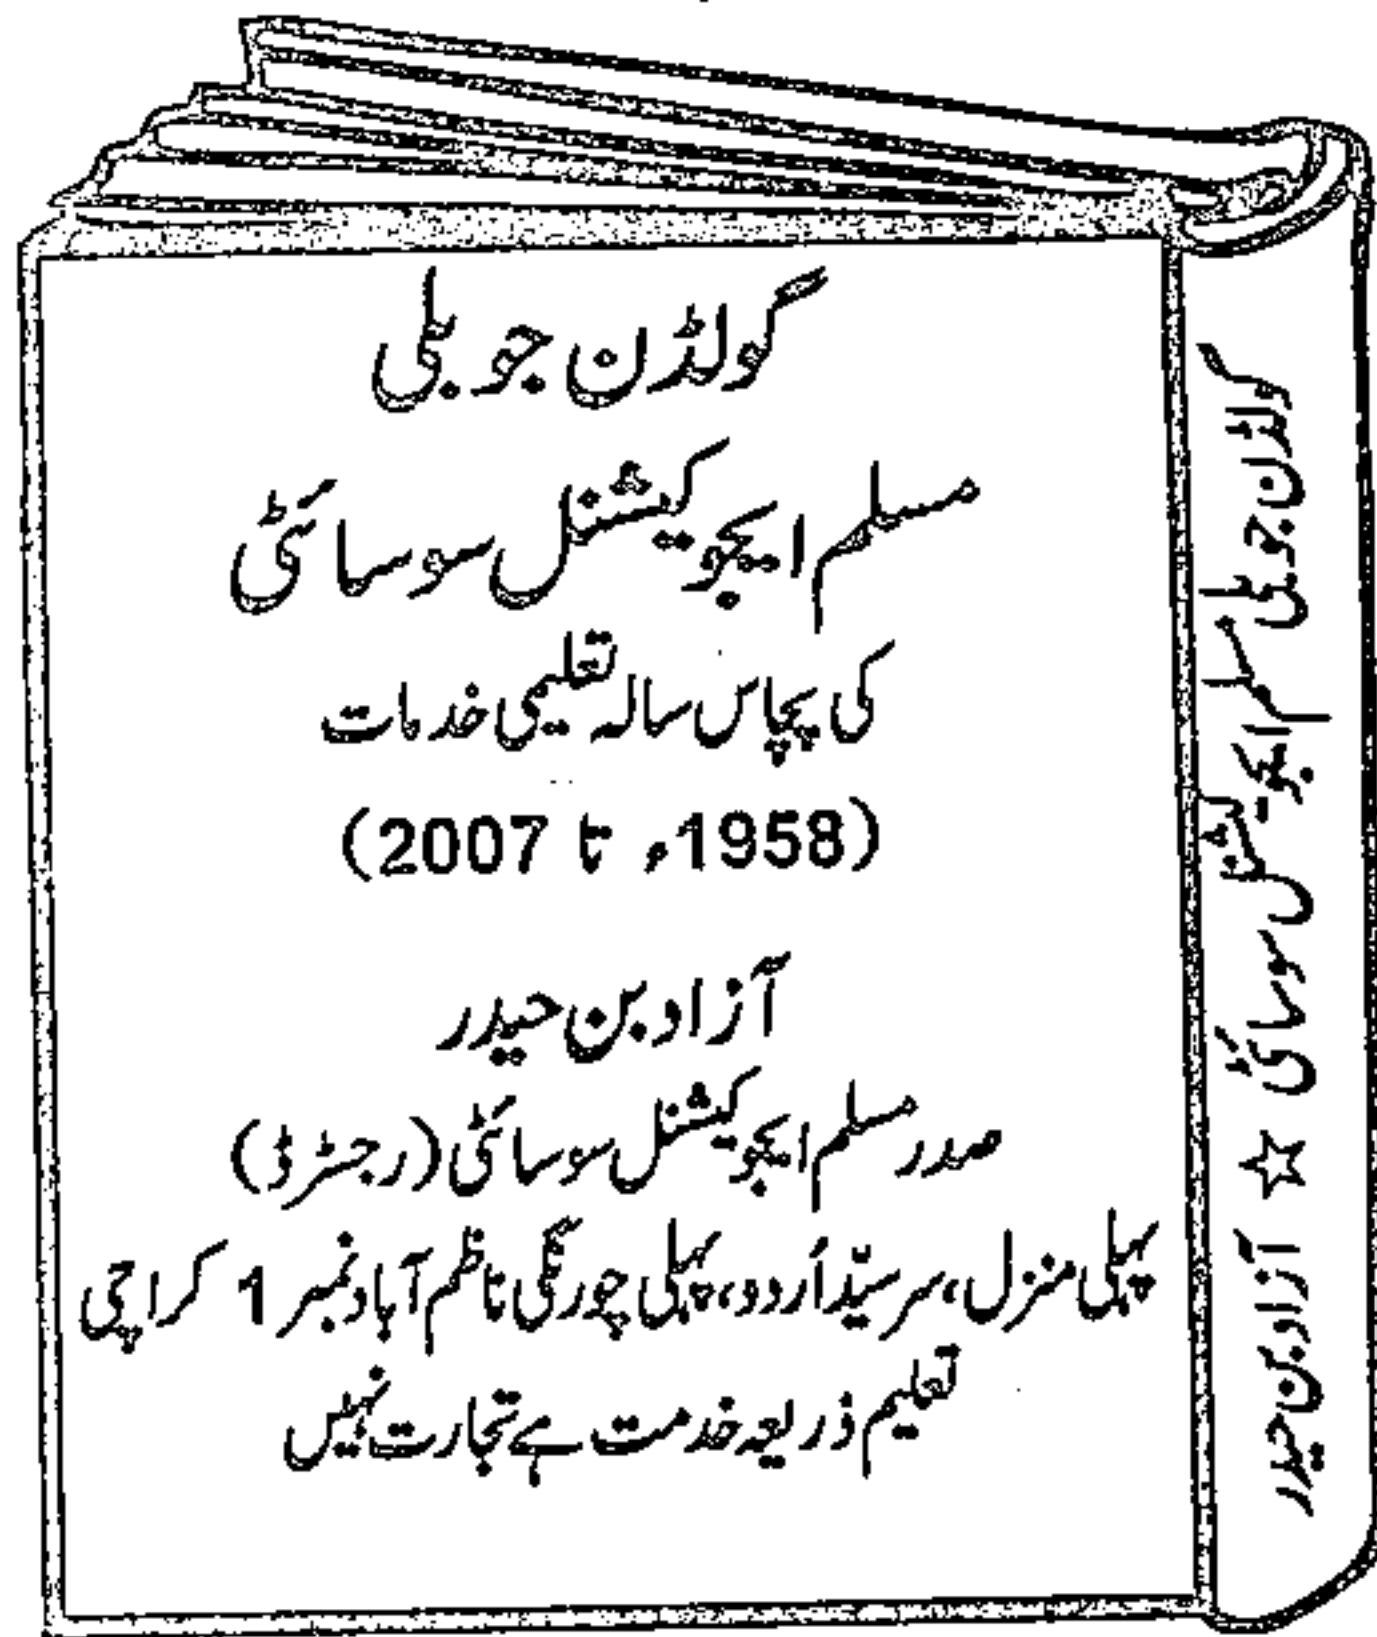 گولڈن جوبلی
مسلم ایجوکیشنل سوسائٹی
کی پچاس سالہ تعلیمی خدمات
(1958ء تا 2007)
آزاد بن حیدر
صدر مسلم ایجوکیشنل سوسائٹی (رجسٹرڈ)
پہلی منزل، سرسیّد اُردو، پہلی چورنگی ناظم آباد نمبر 1 کراچی
تعلیم ذریعہ خدمت ہے تجارت نہیں
گولڈن جوبلی مسلم ایجوکیشنل سوسائٹی ☆ آزاد بن حیدر